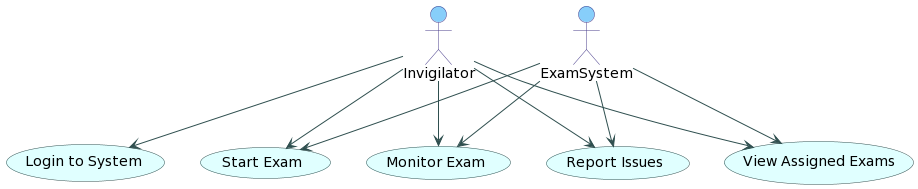 Invigilator
ExamSystem
Login to System
Start Exam
Monitor Exam
Report Issues
View Assigned Exams